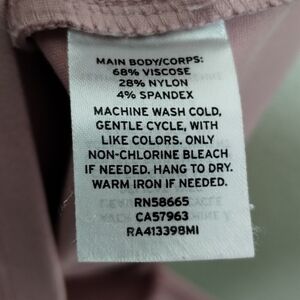 MAIN BODY/CORPS:
68% VISCOSE
28% NYLON
4% SPANDEX
MACHINE WASH COLD,
GENTLE CYCLE, WITH
LIKE COLORS. ONLY
NON-CHLORINE BLEACH
IF NEEDED. HANG TO DRY.
WARM IRON IF NEEDED.
RN58665
CA57963
RA413398MI